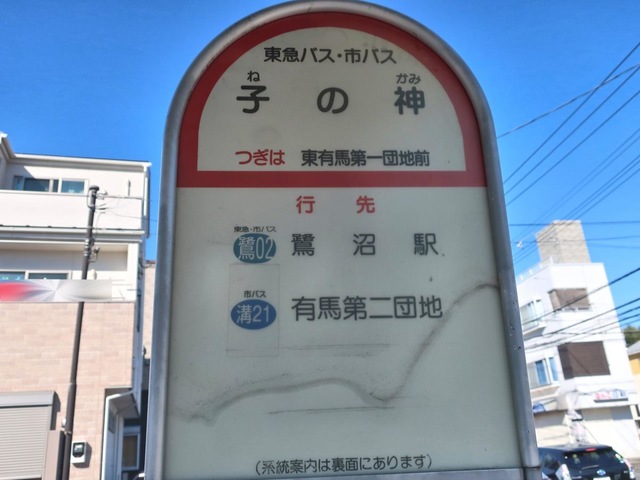 東急バス・市バス
ね かみ
子の神
つぎは 東有馬第一団地前
行先
東急・市バス
鷺02 鷺沼駅
市バス
溝21 有馬第二団地
(系統案内は裏面にあります)